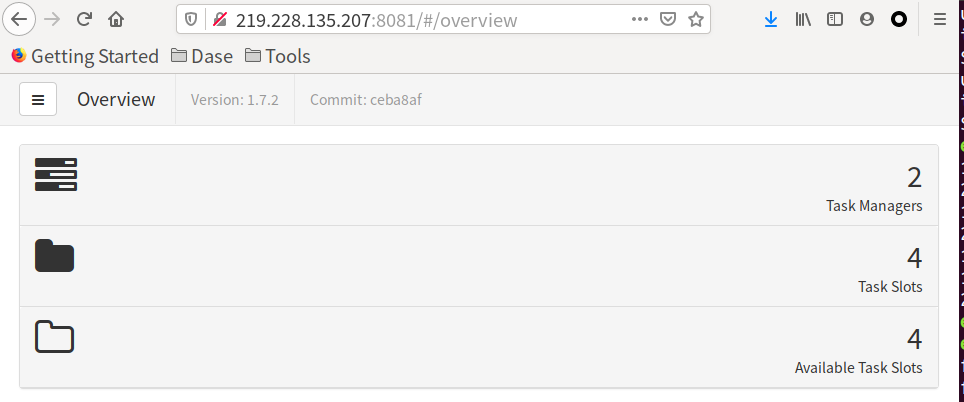 219.228.135.207:8081/#/overview
Getting Started Dase Tools
Overview Version: 1.7.2 Commit: ceba8af
2
Task Managers
4
Task Slots
4
Available Task Slots